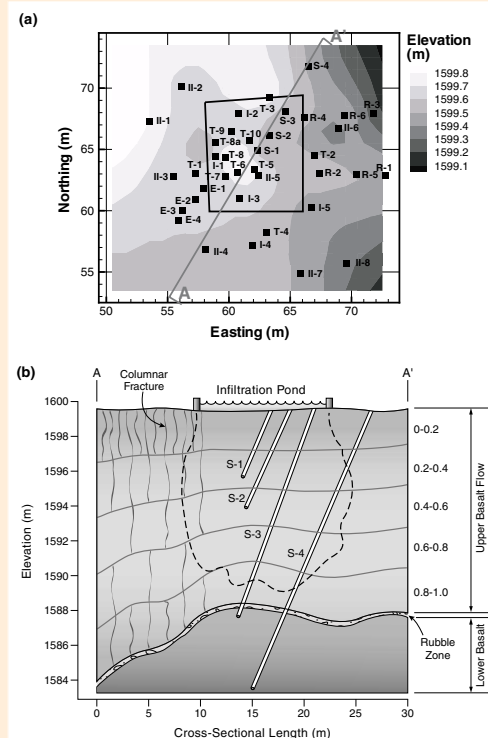 (a)
A'
Elevation
(m)
1599.8
1599.7
1599.6
1599.5
1599.4
1599.3
1599.2
1599.1
70
65
60
55
Northing (m)
50
55
60
65
70
Easting (m)
S-4
II-2
T-3
R-3
II-1
I-2
S-3
R-4
R-6
II-6
T-9
T-10
S-2
T-8a
S-1
T-8
T-2
T-1
I-1
T-6
T-5
R-1
II-3
T-7
II-5
R-2
R-5
E-1
E-2
I-3
E-3
I-5
E-4
T-4
II-4
I-4
II-8
II-7
A
(b)
A
Columnar
Fracture
Infiltration Pond
A'
1600
1598
1596
1594
1592
1590
1588
1586
1584
Elevation (m)
S-1
S-2
S-3
S-4
0-0.2
0.2-0.4
0.4-0.6
0.6-0.8
0.8-1.0
Upper Basalt Flow
Rubble
Zone
Lower Basalt
0
5
10
15
20
25
30
Cross-Sectional Length (m)